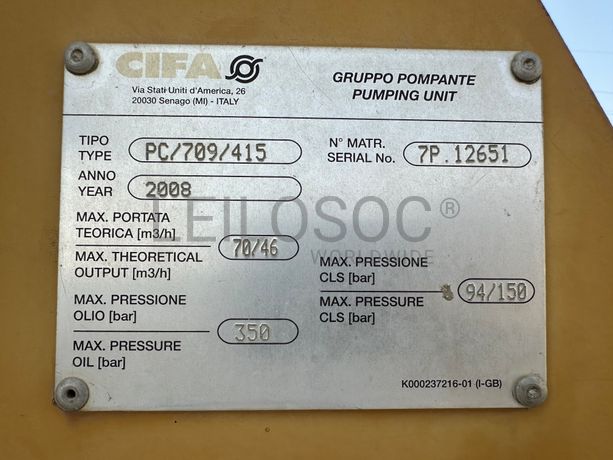 CIFA
Via Stati Uniti d'America, 26
20030 Senago (MI) - ITALY
GRUPPO POMPANTE
PUMPING UNIT
TIPO
TYPE
PC/709/415
N° MATR.
SERIAL No.
7P.12651
ANNO
YEAR
2008
LEILOSOC®
WORLDWIDE
MAX. PORTATA
TEORICA [m3/h]
MAX. THEORETICAL
OUTPUT [m3/h]
70/46
MAX. PRESSIONE
CLS [bar]
MAX. PRESSURE
CLS [bar]
94/150
MAX. PRESSIONE
OLIO [bar]
MAX. PRESSURE
OIL [bar]
350
K000237216-01 (I-GB)